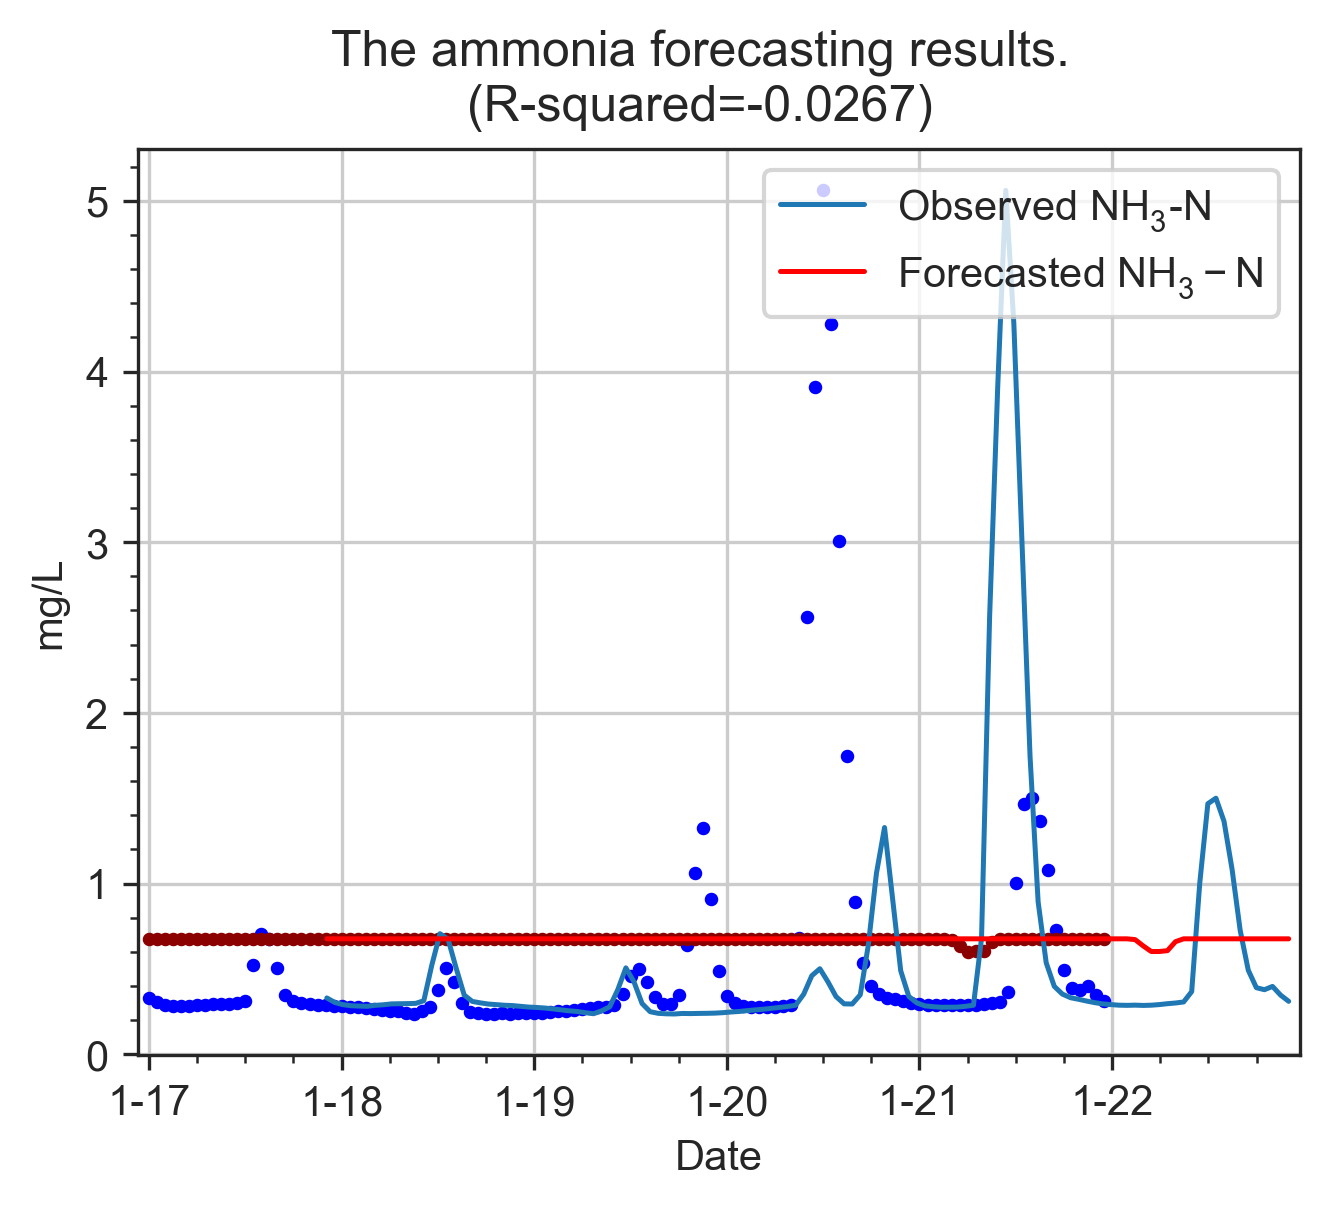 The ammonia forecasting results.
(R-squared=-0.0267)
Observed NH₃-N
Forecasted NH₃ − N
5
4
3
2
1
0
mg/L
1-17 1-18 1-19 1-20 1-21 1-22
Date